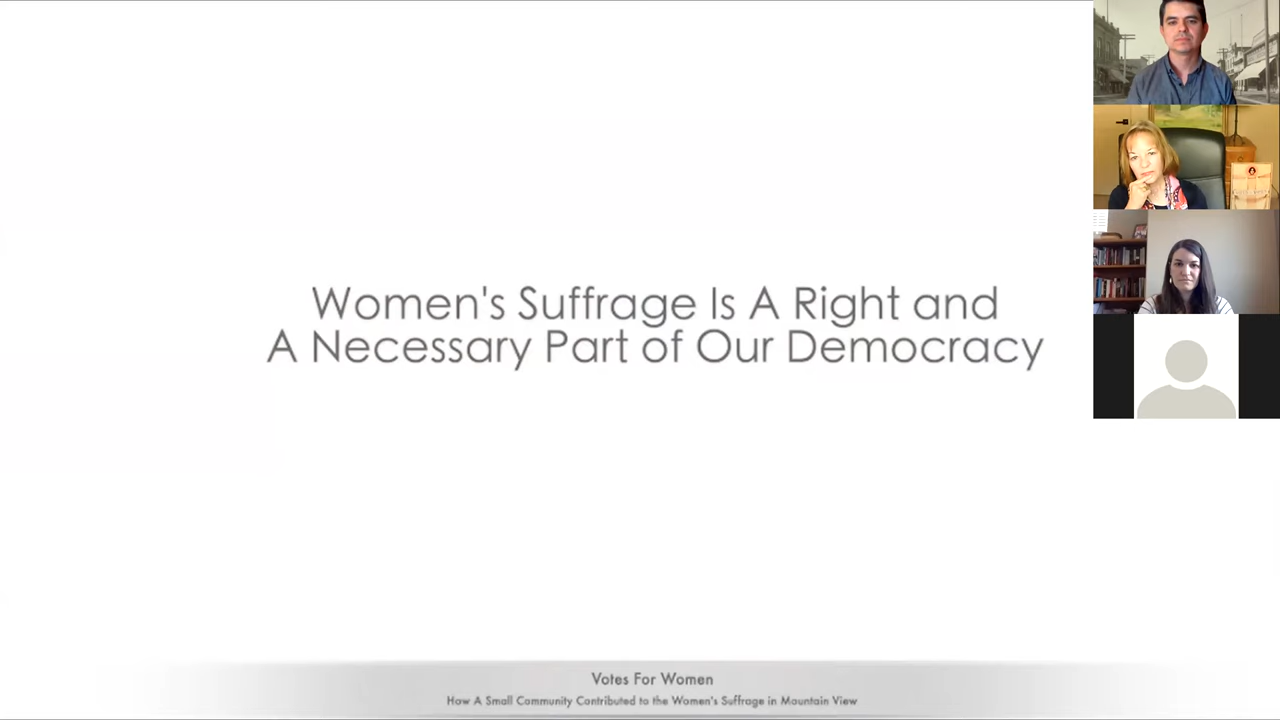 Women's Suffrage Is A Right and
A Necessary Part of Our Democracy
Votes For Women
How A Small Community Contributed to the Women's Suffrage in Mountain View